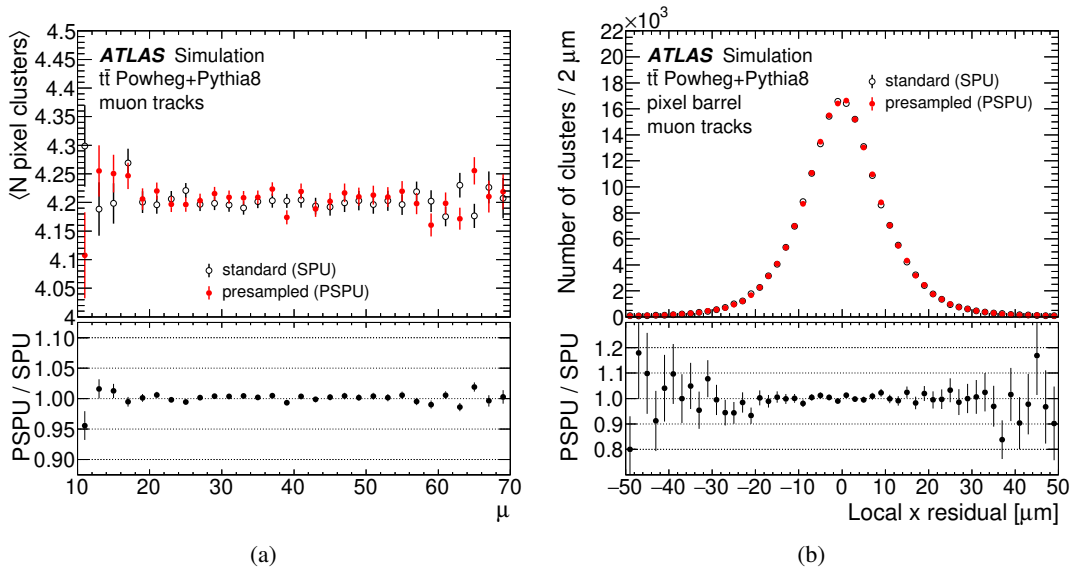 ⟨N pixel clusters⟩
4.5
4.45
4.4
4.35
4.3
4.25
4.2
4.15
4.1
4.05
4
ATLAS Simulation
tt̄ Powheg+Pythia8
muon tracks
standard (SPU)
presampled (PSPU)
PSPU / SPU
1.10
1.05
1.00
0.95
0.90
10 20 30 40 50 60 70
μ
(a)
Number of clusters / 2 μm
×10³
22
20
18
16
14
12
10
8
6
4
2
0
ATLAS Simulation
tt̄ Powheg+Pythia8
pixel barrel
muon tracks
standard (SPU)
presampled (PSPU)
PSPU / SPU
1.2
1.1
1.0
0.9
0.8
−50 −40 −30 −20 −10 0 10 20 30 40 50
Local x residual [μm]
(b)